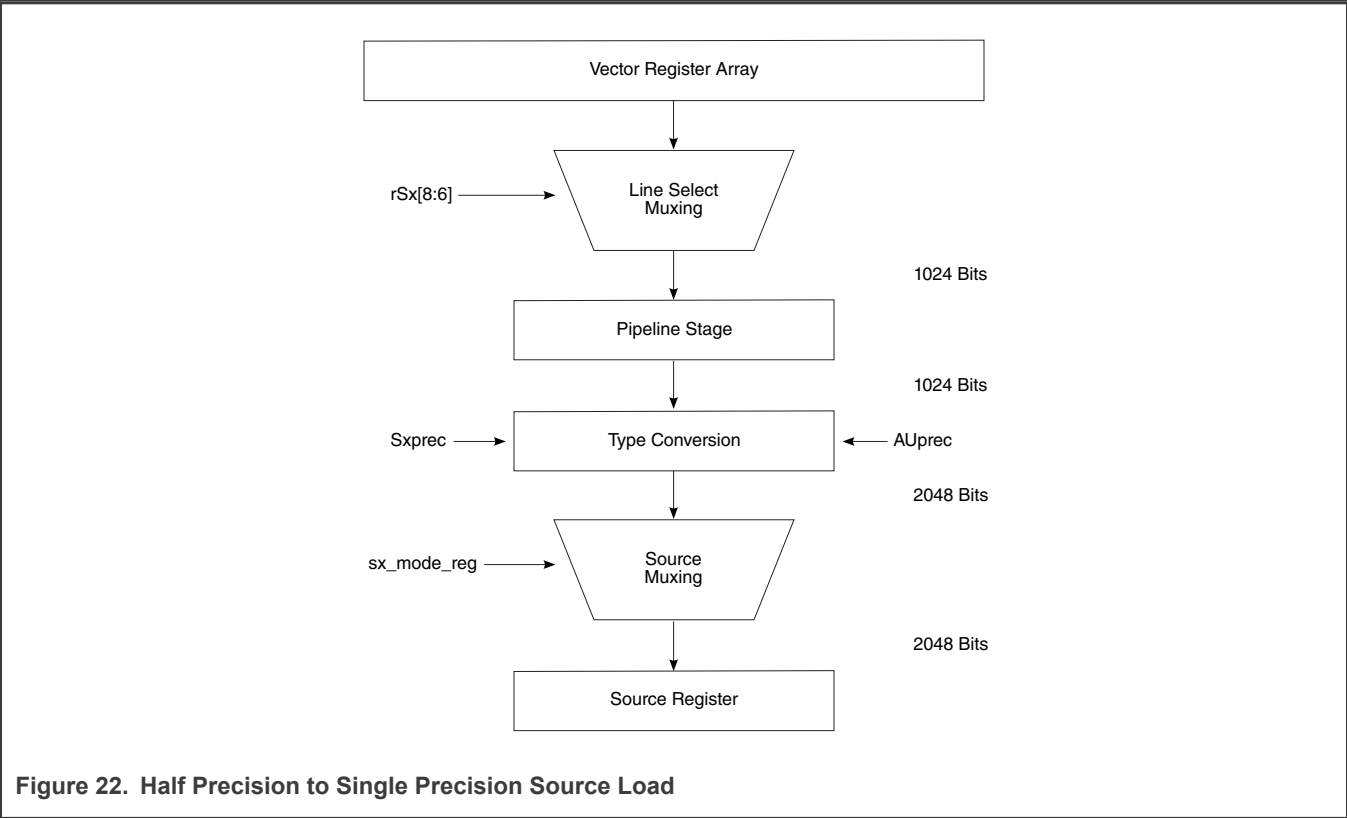 Vector Register Array
rSx[8:6]
Line Select
Muxing
1024 Bits
Pipeline Stage
1024 Bits
Sxprec
Type Conversion
AUprec
2048 Bits
sx_mode_reg
Source
Muxing
2048 Bits
Source Register
Figure 22. Half Precision to Single Precision Source Load